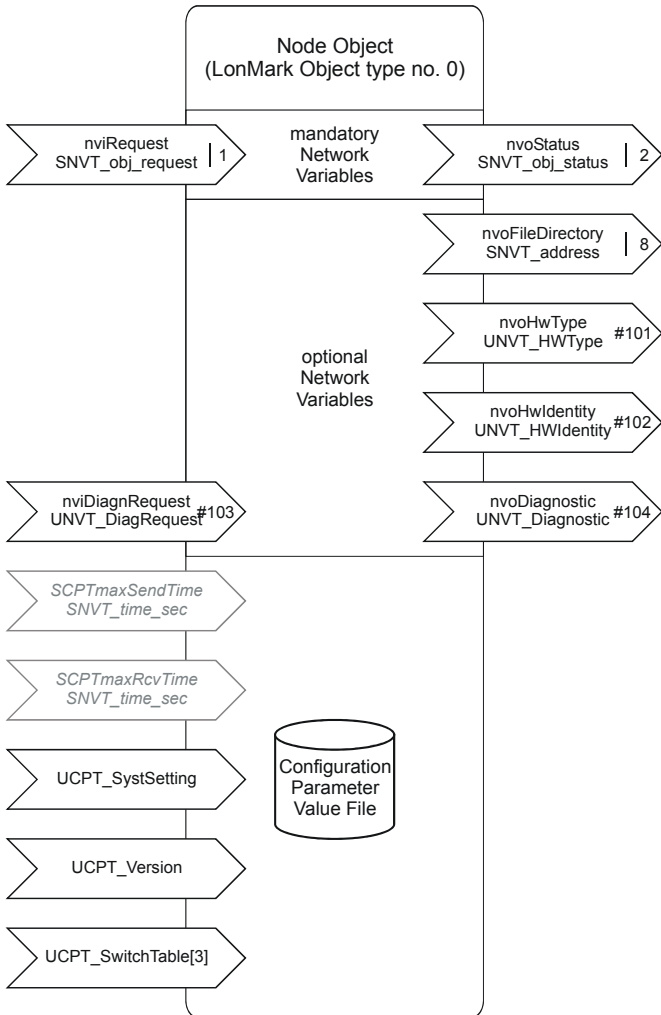 Node Object
(LonMark Object type no. 0)
nviRequest
SNVT_obj_request | 1
mandatory
Network
Variables
nvoStatus
SNVT_obj_status | 2
nvoFileDirectory
SNVT_address | 8
nvoHwType
UNVT_HWType #101
optional
Network
Variables
nvoHwIdentity
UNVT_HWIdentity #102
nviDiagnRequest
UNVT_DiagRequest #103
nvoDiagnostic
UNVT_Diagnostic #104
SCPTmaxSendTime
SNVT_time_sec
SCPTmaxRcvTime
SNVT_time_sec
UCPT_SystSetting
Configuration
Parameter
Value File
UCPT_Version
UCPT_SwitchTable[3]